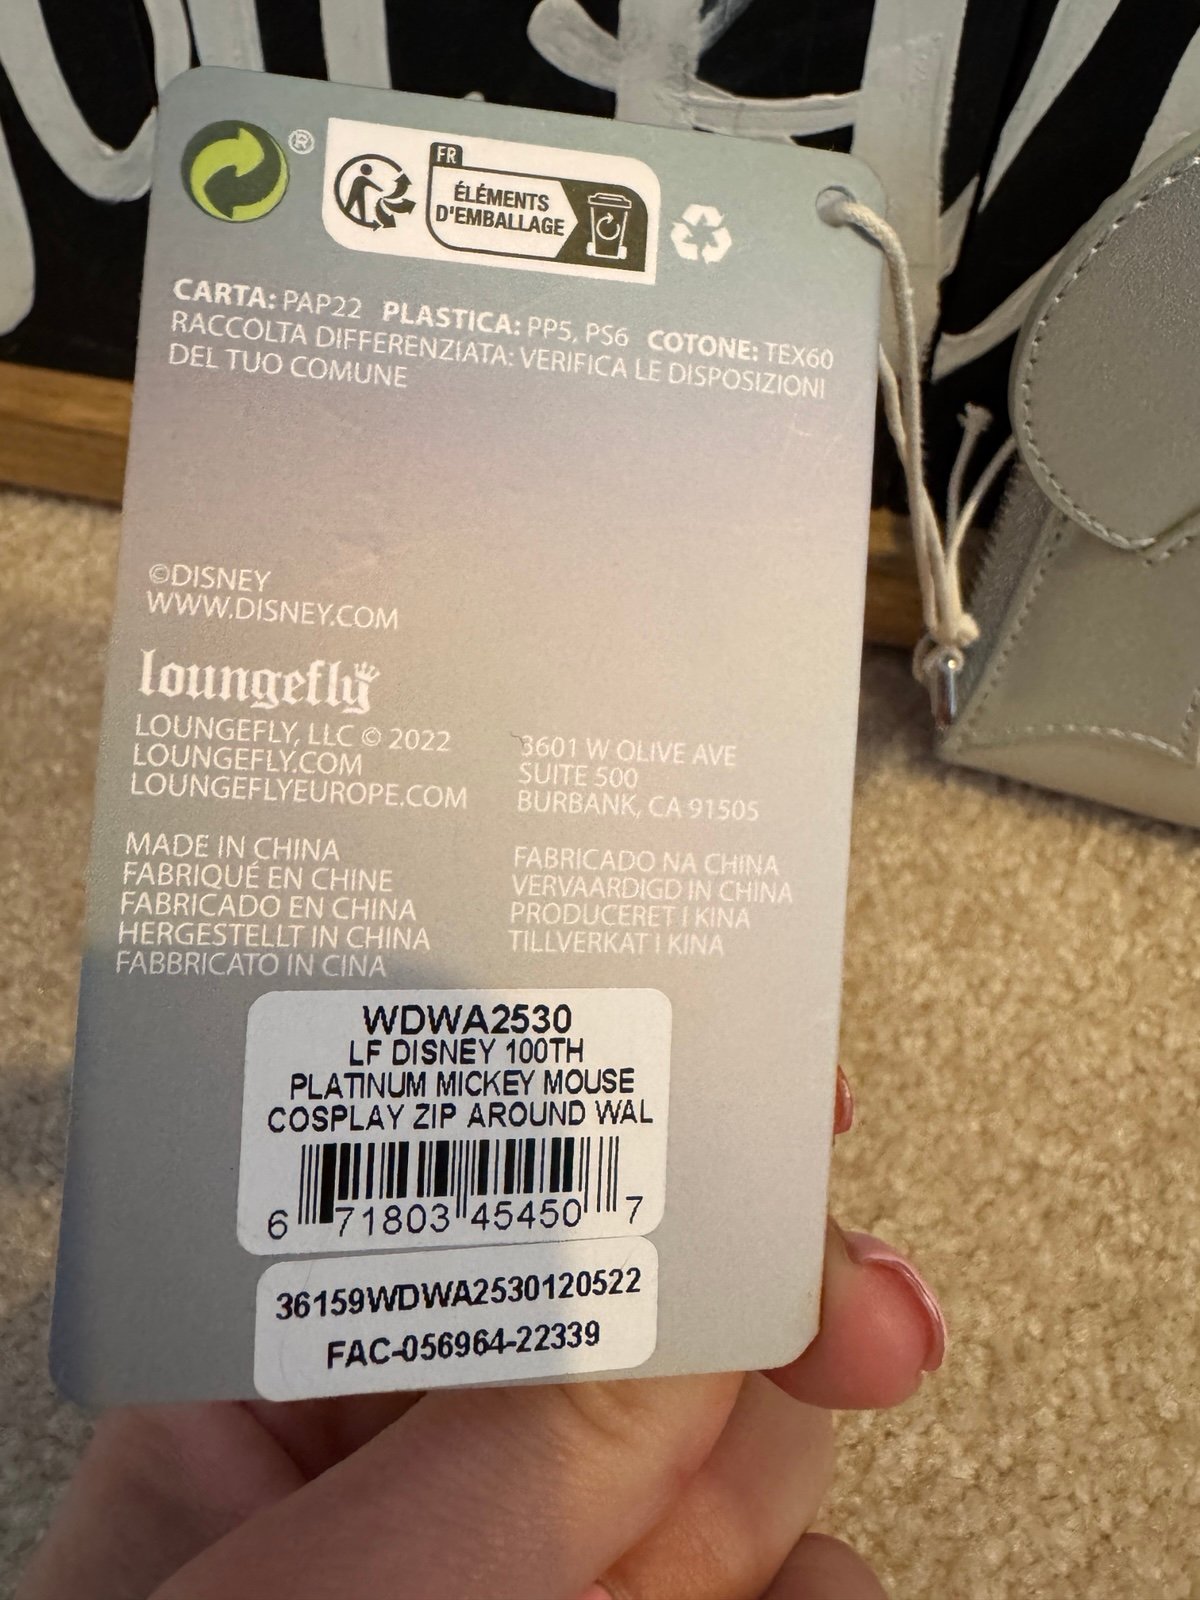 ®
FR
ÉLÉMENTS
D'EMBALLAGE
CARTA: PAP22 PLASTICA: PP5, PS6 COTONE: TEX60
RACCOLTA DIFFERENZIATA: VERIFICA LE DISPOSIZIONI
DEL TUO COMUNE
©DISNEY
WWW.DISNEY.COM
loungefly
LOUNGEFLY, LLC © 2022
LOUNGEFLY.COM
LOUNGEFLYEUROPE.COM
3601 W OLIVE AVE
SUITE 500
BURBANK, CA 91505
MADE IN CHINA
FABRIQUÉ EN CHINE
FABRICADO EN CHINA
HERGESTELLT IN CHINA
FABBRICATO IN CINA
FABRICADO NA CHINA
VERVAARDIGD IN CHINA
PRODUCERET I KINA
TILLVERKAT I KINA
WDWA2530
LF DISNEY 100TH
PLATINUM MICKEY MOUSE
COSPLAY ZIP AROUND WAL
6 71803 45450 7
36159WDWA2530120522
FAC-056964-22339